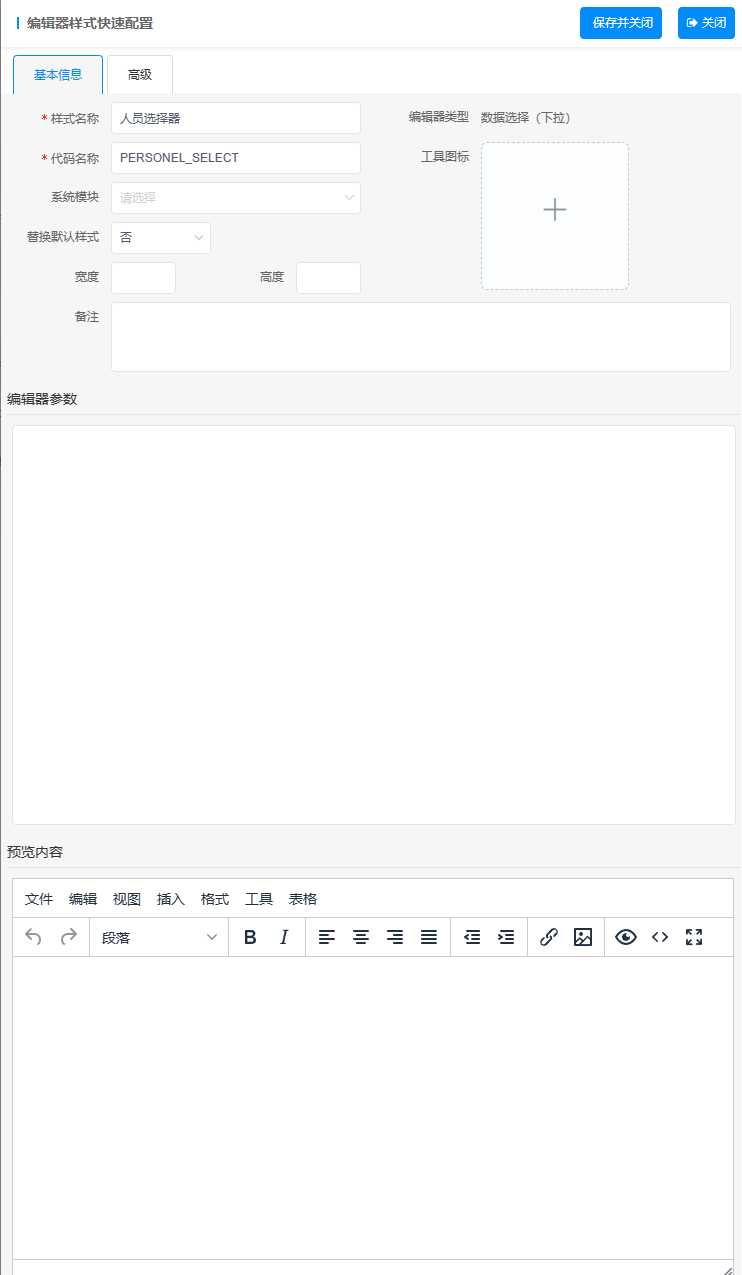 编辑器样式快速配置
保存并关闭
关闭
基本信息
高级
* 样式名称 人员选择器
编辑器类型 数据选择（下拉）
* 代码名称 PERSONEL_SELECT
工具图标
系统模块 请选择
替换默认样式 否
宽度
高度
备注
编辑器参数
预览内容
文件 编辑 视图 插入 格式 工具 表格
段落 B I